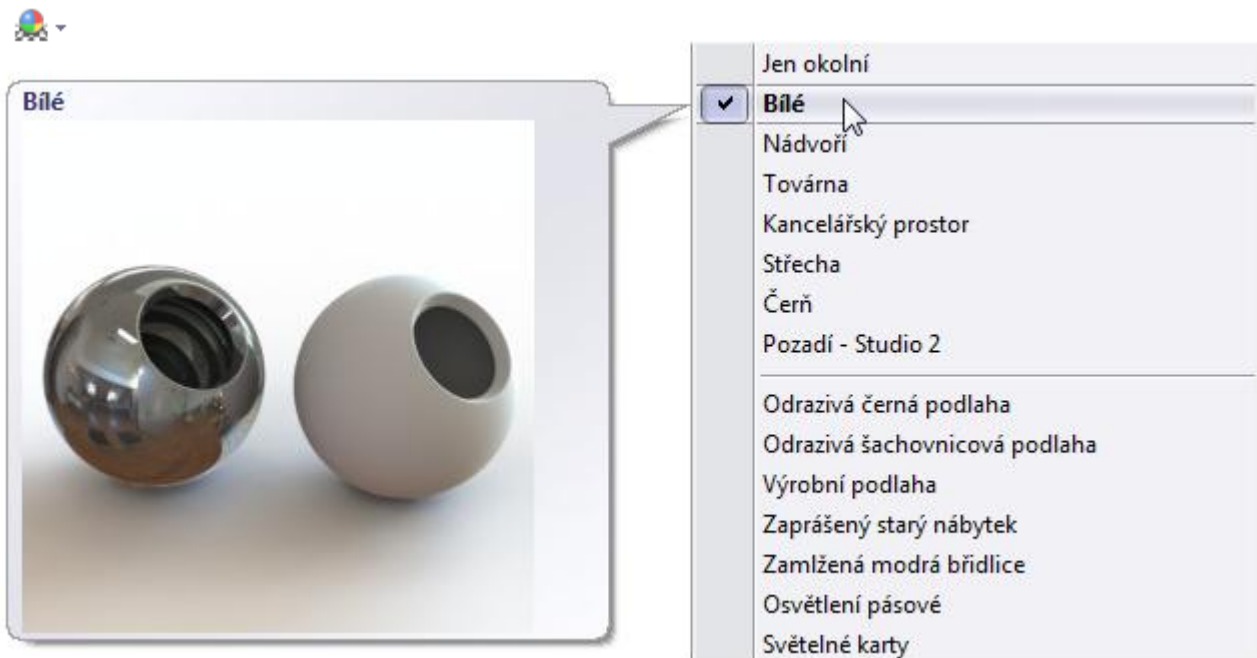 Bílé
Jen okolní
Bílé
Nádvoří
Továrna
Kancelářský prostor
Střecha
Čerň
Pozadí - Studio 2
Odrazivá černá podlaha
Odrazivá šachovnicová podlaha
Výrobní podlaha
Zaprášený starý nábytek
Zamlžená modrá břidlice
Osvětlení pásové
Světelné karty